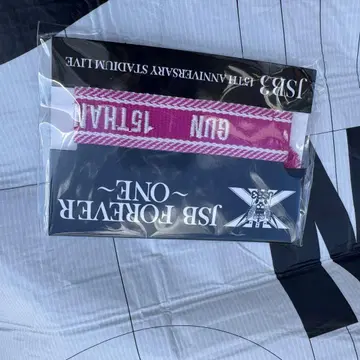 JSB FOREVER
~ONE~
GUN 15THAN
JSB3 15TH ANNIVERSARY STADIUM LIVE